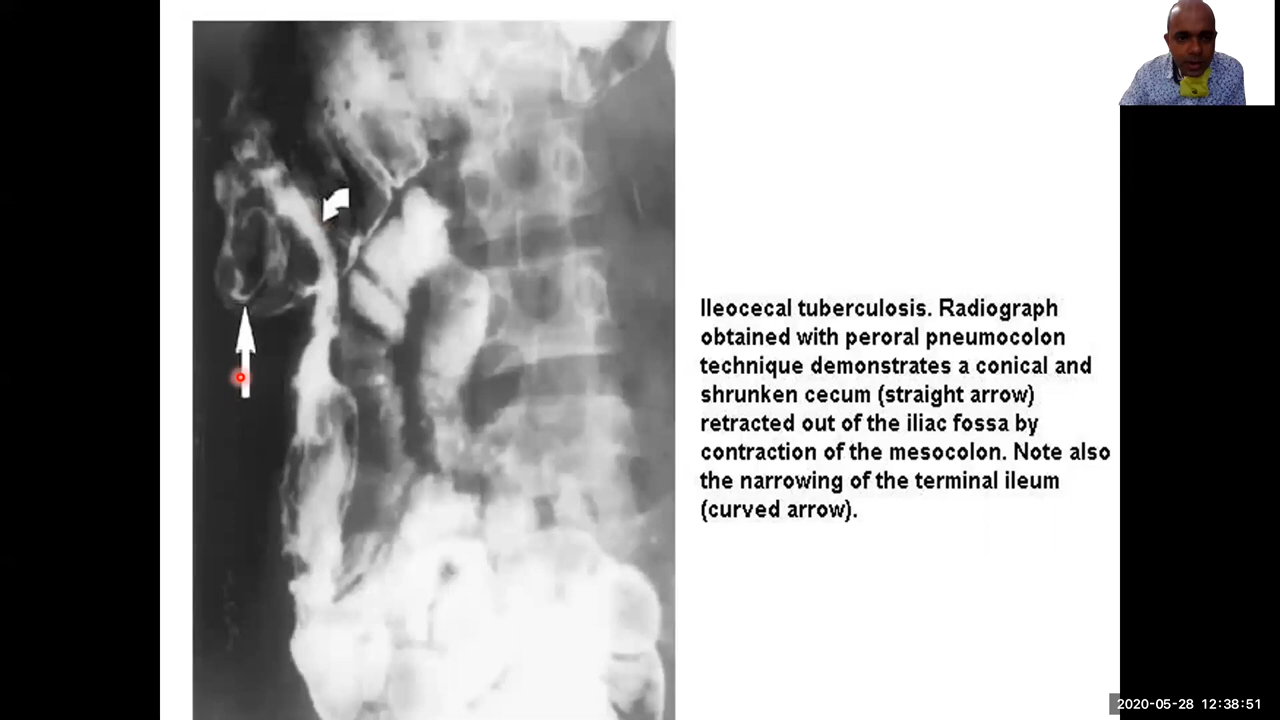 Ileocecal tuberculosis. Radiograph
obtained with peroral pneumocolon
technique demonstrates a conical and
shrunken cecum (straight arrow)
retracted out of the iliac fossa by
contraction of the mesocolon. Note also
the narrowing of the terminal ileum
(curved arrow).
2020-05-28 12:38:51